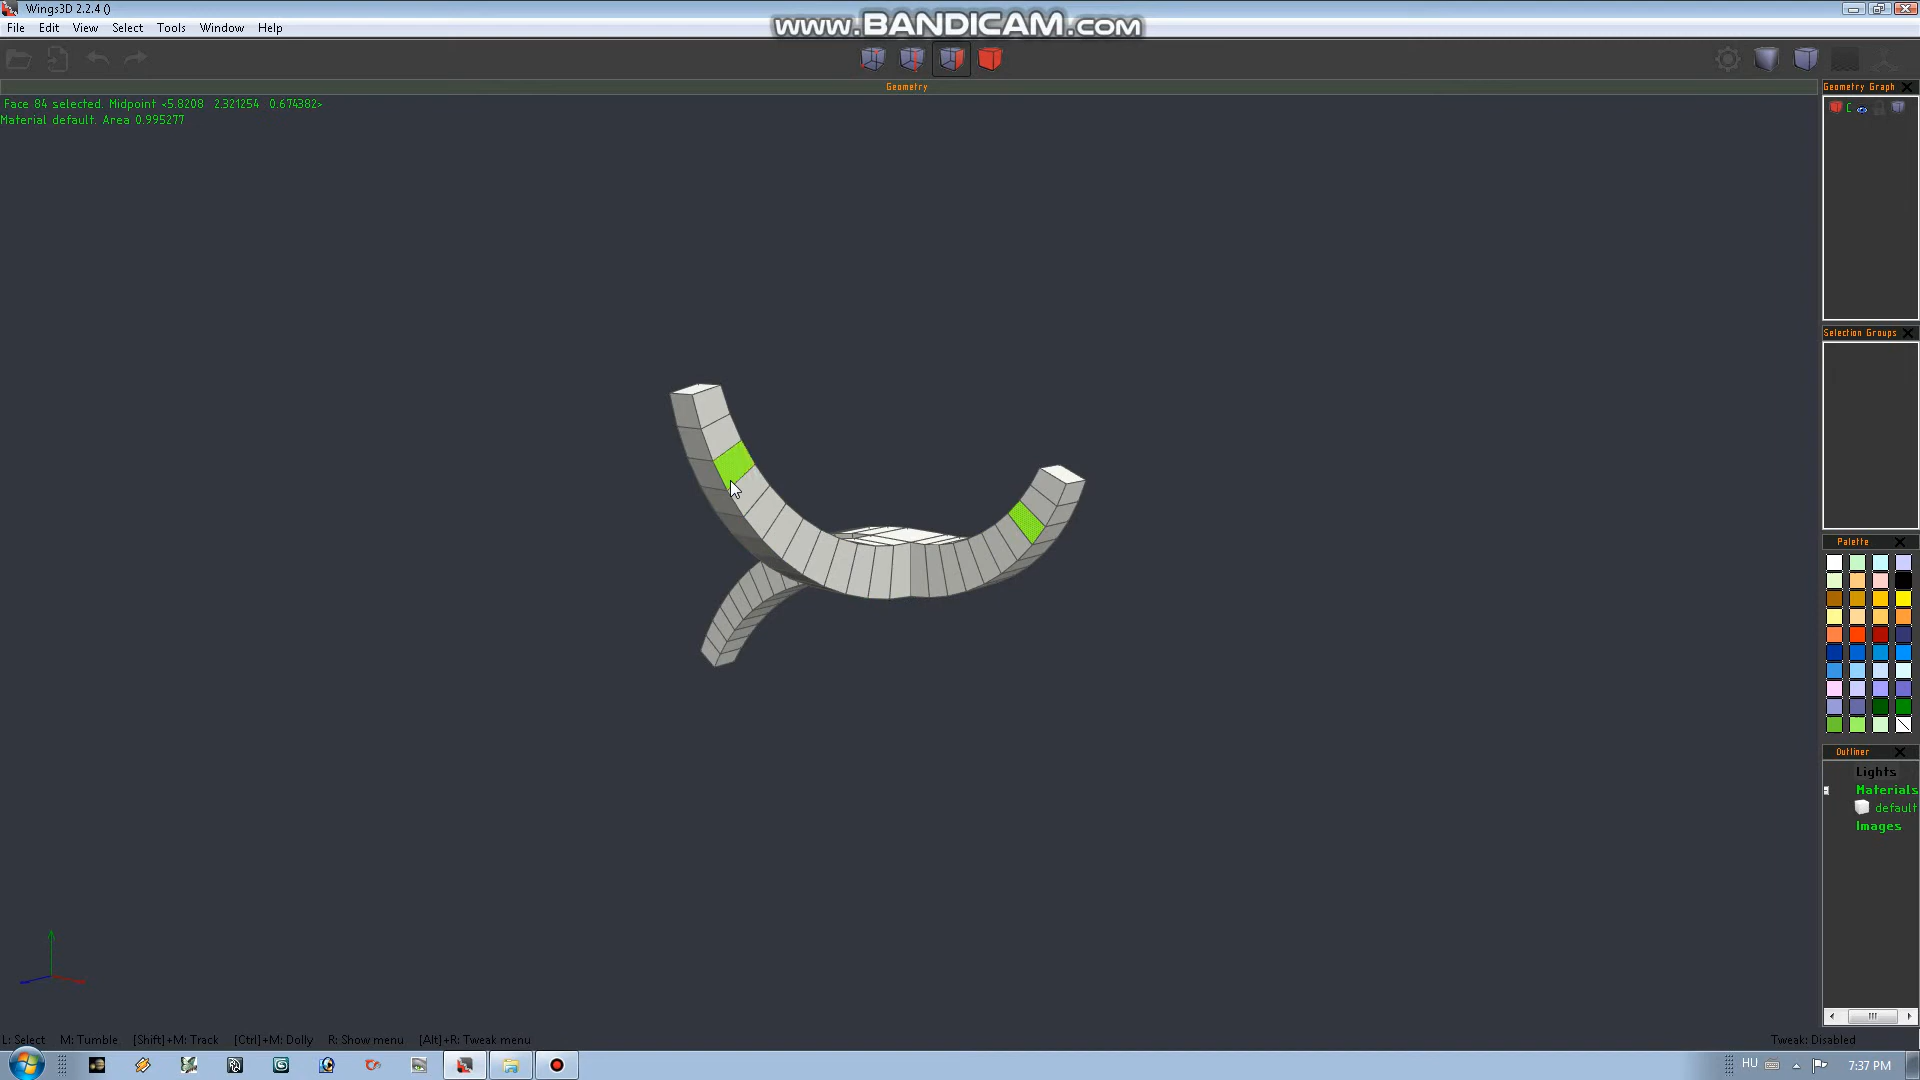 Wings3D 2.2.4 ()
www.BANDICAM.com
File Edit View Select Tools Window Help
Geometry
Geometry Graph
Face 84 selected. Midpoint <5.8208 2.321254 0.674382>
Material default. Area 0.995277
C
Selection Groups
Palette
Outliner
Lights
Materials
default
Images
L: Select M: Tumble [Shift]+M: Track [Ctrl]+M: Dolly R: Show menu [Alt]+R: Tweak menu
Tweak: Disabled
HU
7:37 PM